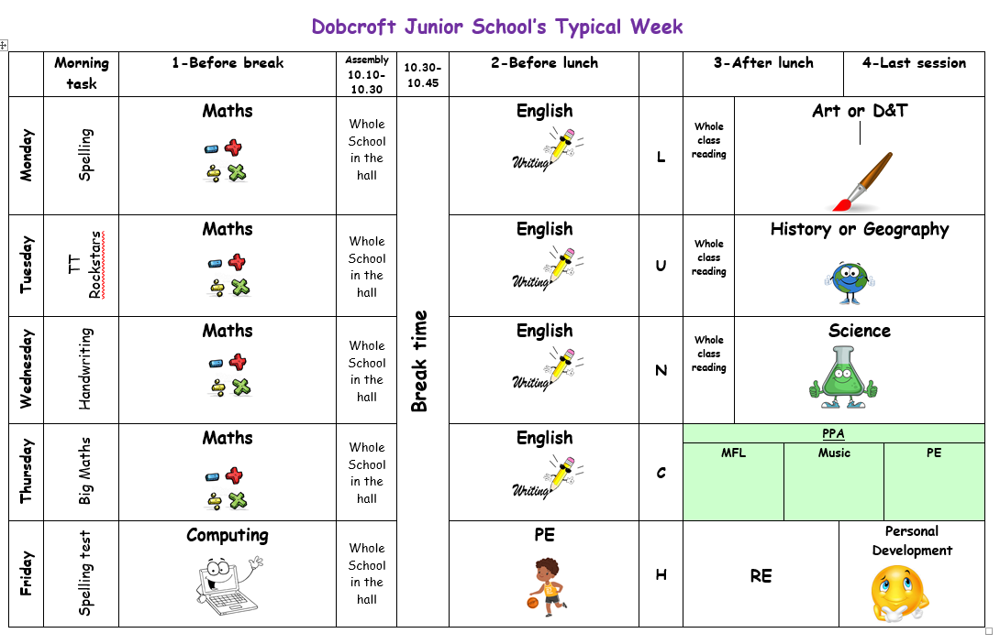 Dobcroft Junior School's Typical Week
Morning
task
1-Before break
Assembly
10.10-
10.30
10.30-
10.45
2-Before lunch
3-After lunch
4-Last session
Monday
Spelling
Maths
Whole
School
in the
hall
Break time
English
Writing
L
Whole
class
reading
Art or D&T
Tuesday
TT
Rockstars
Maths
Whole
School
in the
hall
English
Writing
U
Whole
class
reading
History or Geography
Wednesday
Handwriting
Maths
Whole
School
in the
hall
English
Writing
N
Whole
class
reading
Science
Thursday
Big Maths
Maths
Whole
School
in the
hall
English
Writing
C
PPA
MFL
Music
PE
Friday
Spelling test
Computing
Whole
School
in the
hall
PE
H
RE
Personal
Development